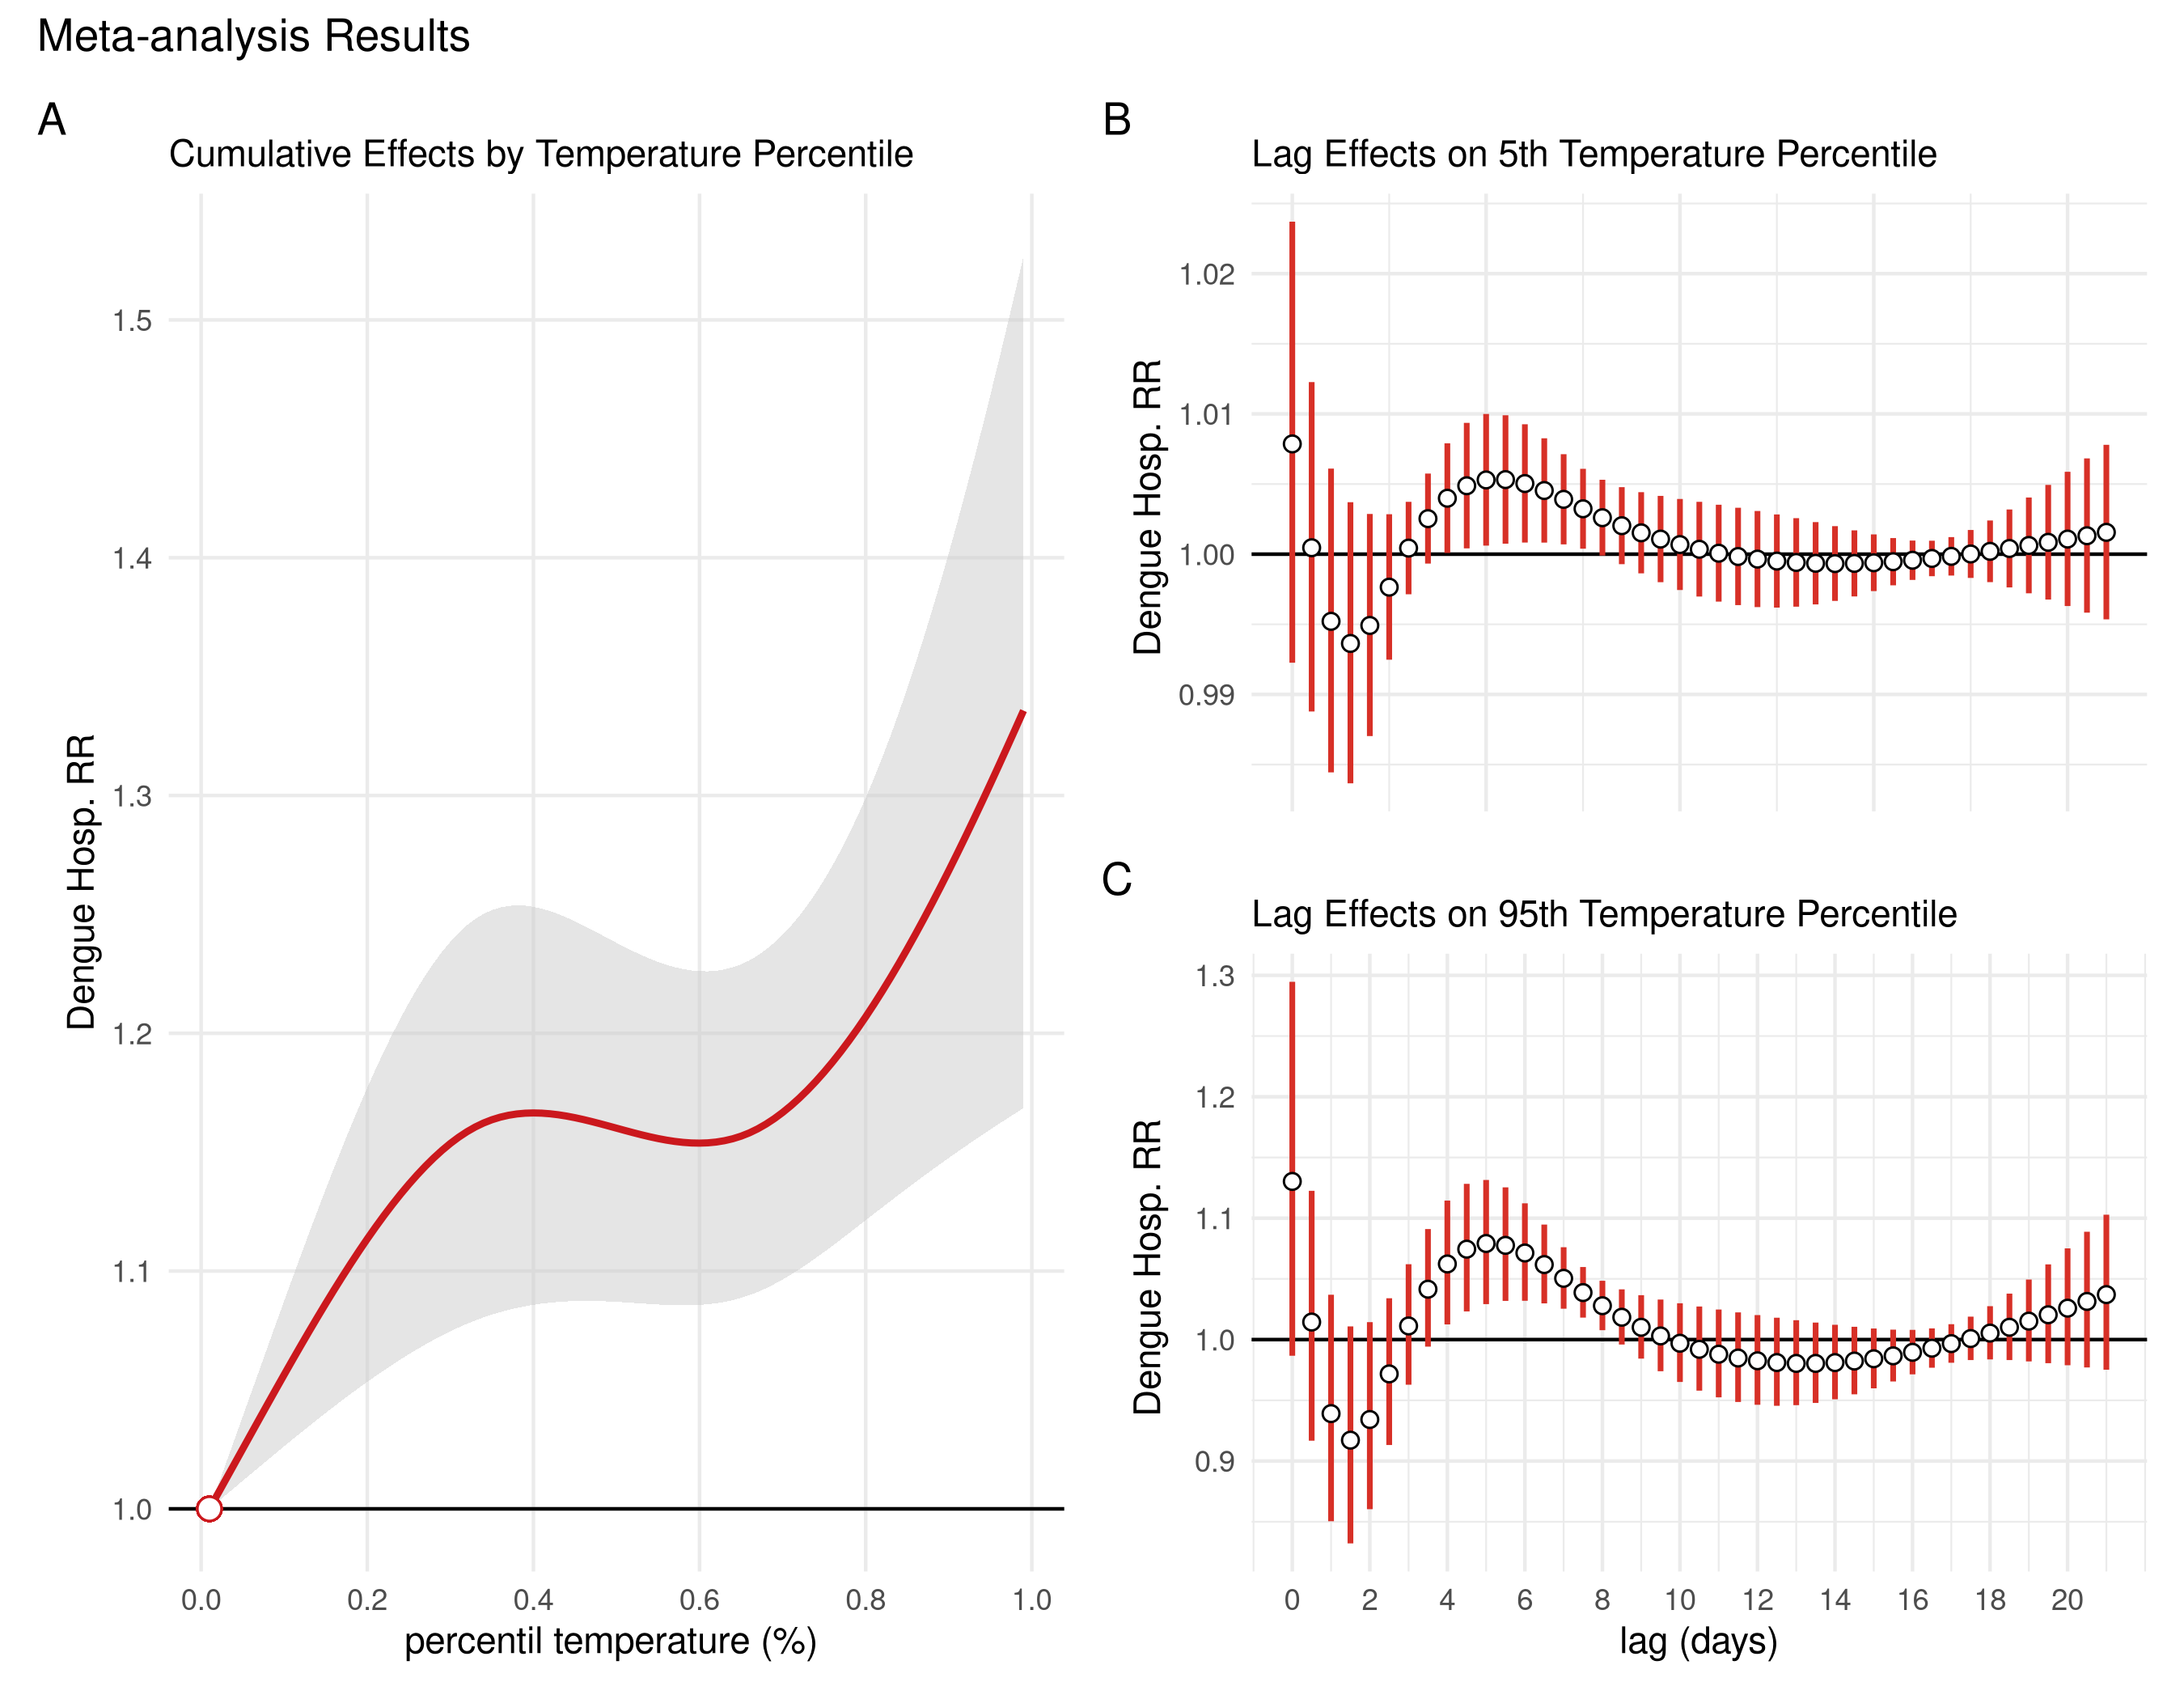 Meta-analysis Results
A
Cumulative Effects by Temperature Percentile
Dengue Hosp. RR
1.5
1.4
1.3
1.2
1.1
1.0
0.0 0.2 0.4 0.6 0.8 1.0
percentil temperature (%)
B
Lag Effects on 5th Temperature Percentile
Dengue Hosp. RR
1.02
1.01
1.00
0.99
C
Lag Effects on 95th Temperature Percentile
Dengue Hosp. RR
1.3
1.2
1.1
1.0
0.9
0 2 4 6 8 10 12 14 16 18 20
lag (days)